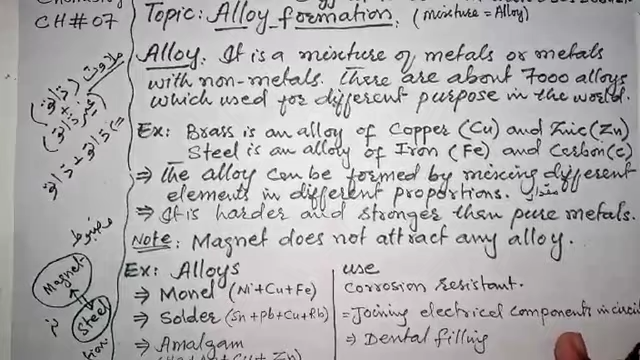 CH # 07
Topic: Alloy formation. (mixture = Alloy)
Alloy. It is a mixture of metals or metals
with non-metals. There are about 7000 alloys
which used for different purpose in the world.
Ex: Brass is an alloy of Copper (Cu) and Zinc (Zn)
Steel is an alloy of Iron (Fe) and Carbon (C)
⇒ The alloy can be formed by mixing different
elements in different proportions. مقدار
⇒ It is harder and stronger than pure metals.
Note: Magnet does not attract any alloy.
ملاوٹ
مضبوط
Magnet
Steel
Ex: Alloys
⇒ Monel (Ni+Cu+Fe)
⇒ Solder (Sn+Pb+Cu+Rb)
⇒ Amalgam
use
Corrosion resistant.
⇒ Joining electrical components in
⇒ Dental filling